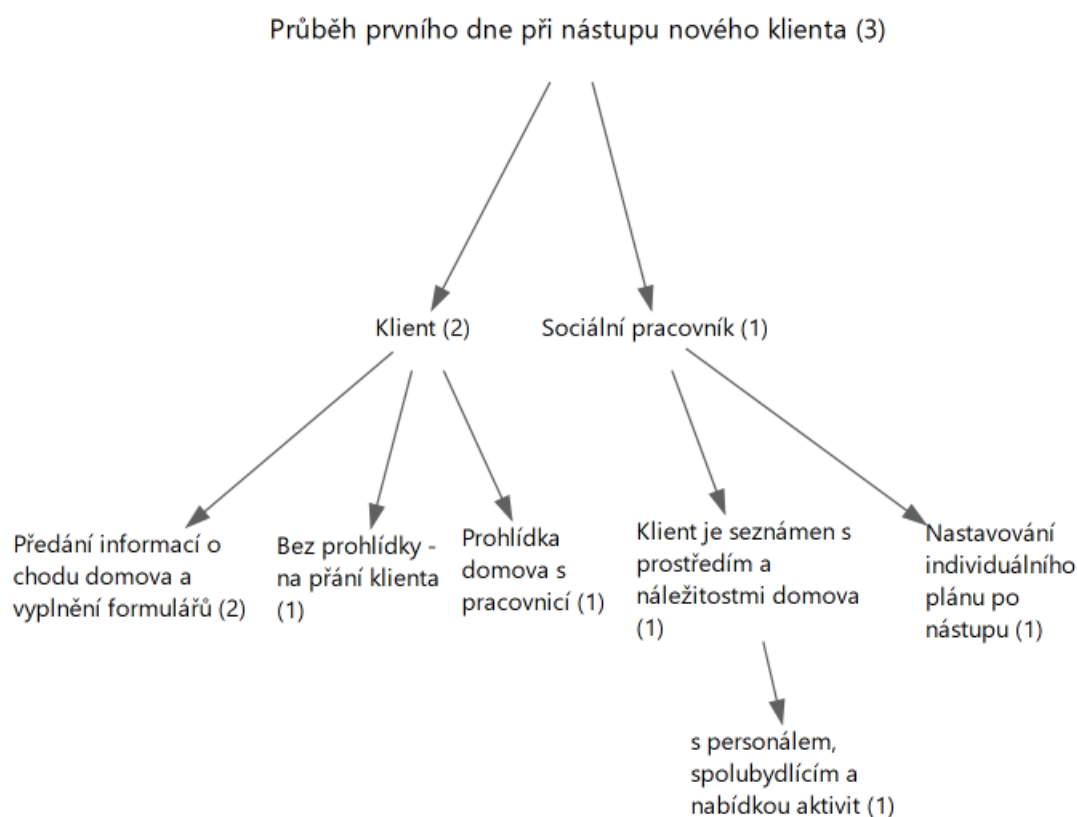 Průběh prvního dne při nástupu nového klienta (3)
Klient (2)
Sociální pracovník (1)
Předání informací o
chodu domova a
vyplnění formulářů (2)
Bez prohlídky -
na přání klienta
(1)
Prohlídka
domova s
pracovnicí (1)
Klient je seznámen s
prostředím a
náležitostmi domova
(1)
Nastavování
individuálního
plánu po
nástupu (1)
s personálem,
spolubydlícím a
nabídkou aktivit (1)